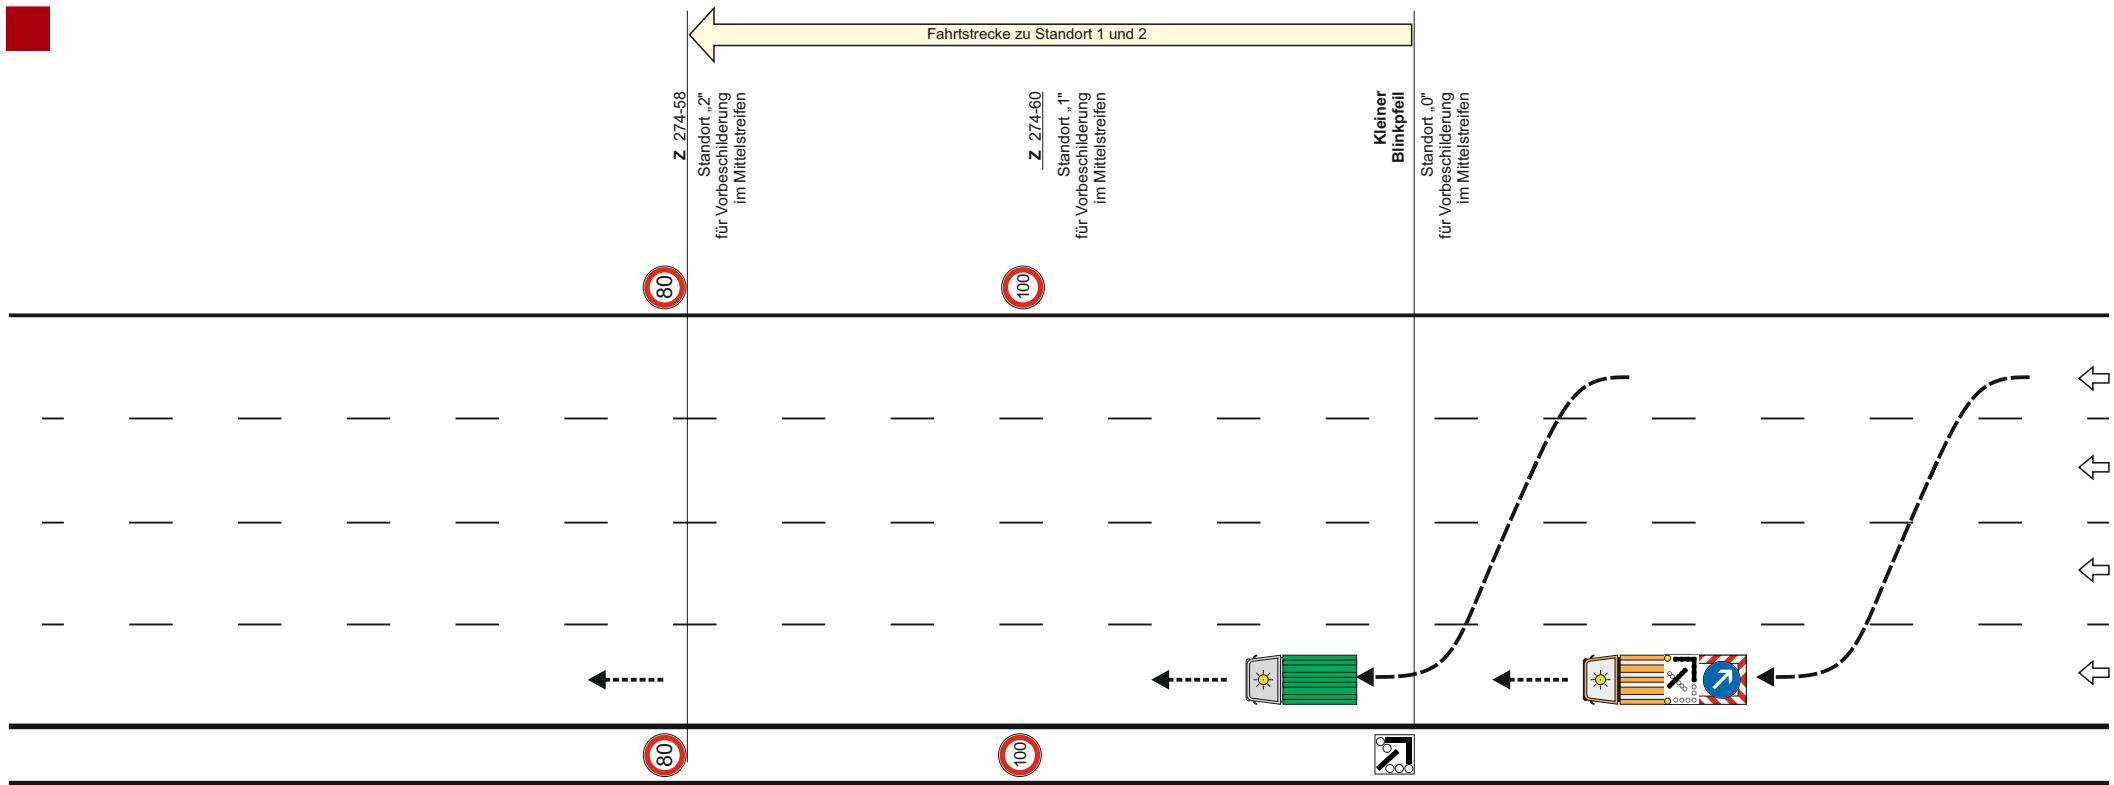 Fahrtstrecke zu Standort 1 und 2
Z 274-58
Standort „2"
für Vorbeschilderung
im Mittelstreifen
Z 274-60
Standort „1"
für Vorbeschilderung
im Mittelstreifen
Kleiner
Blinkpfeil
Standort „0"
für Vorbeschilderung
im Mittelstreifen
80
100
80
100